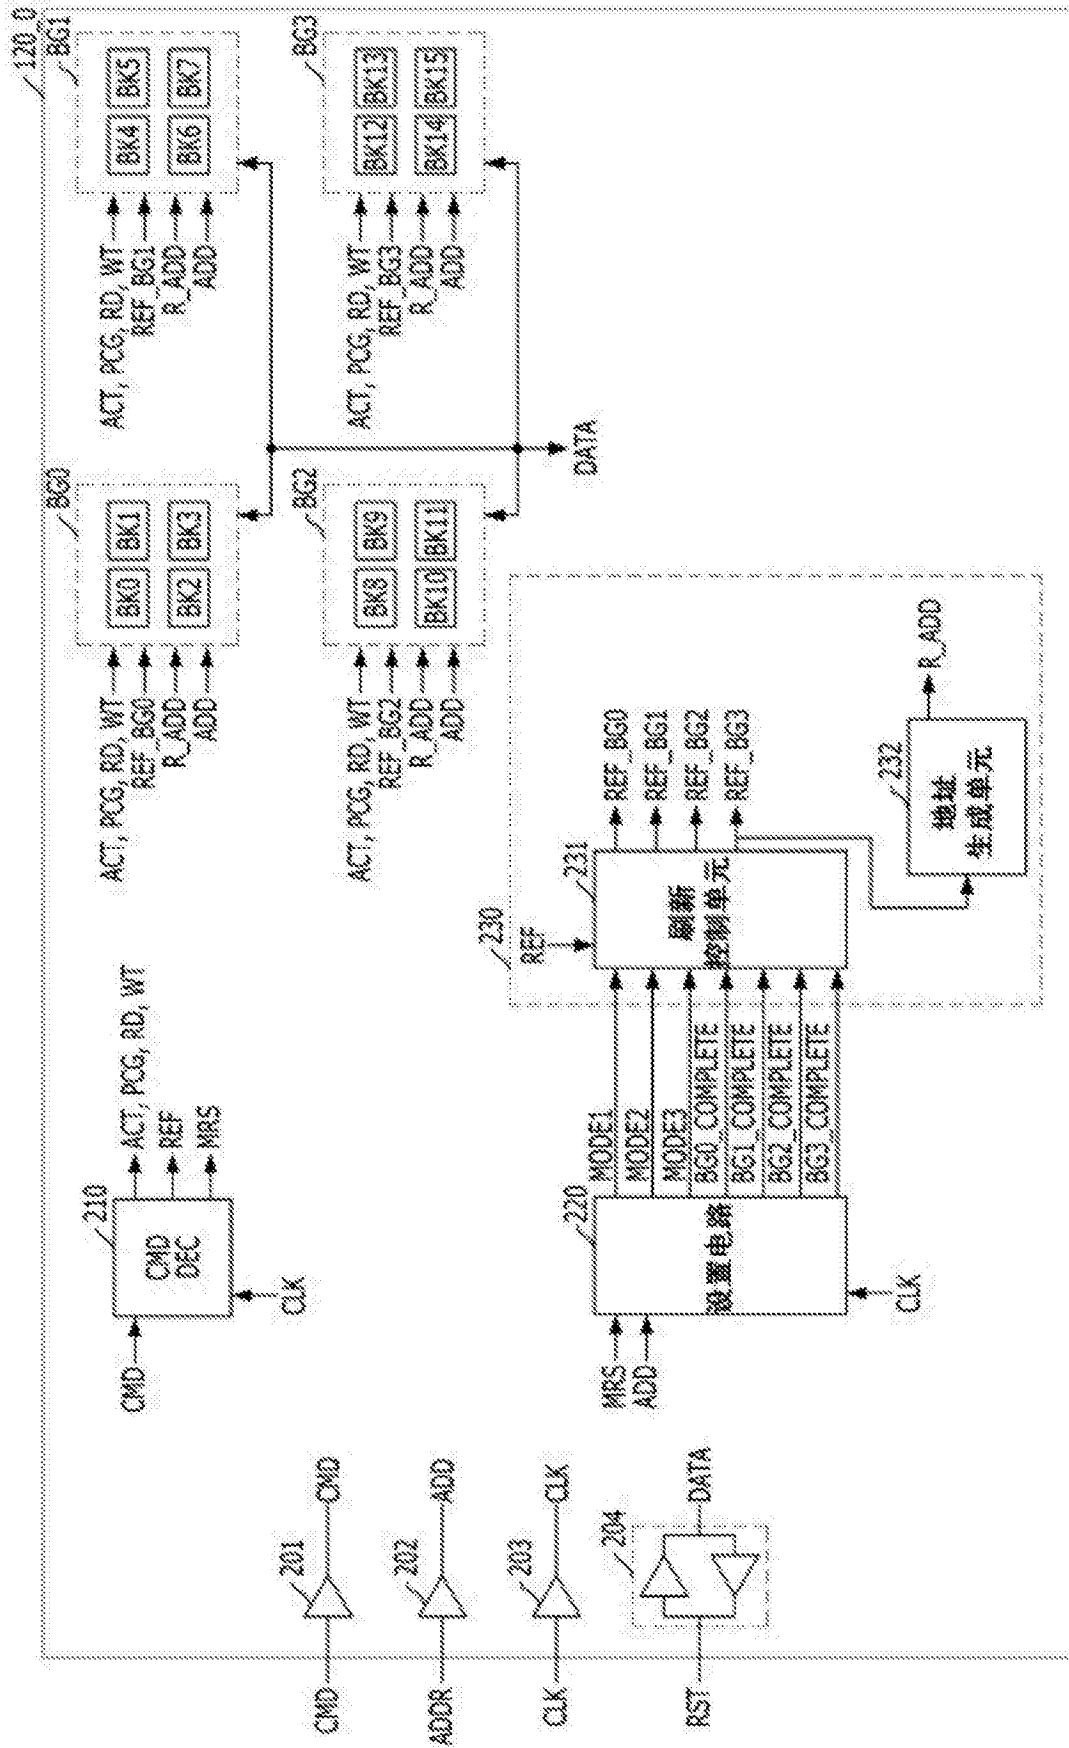 120_0
CMD
201
CMD
ADDR
202
ADD
CLK
203
CLK
RST
204
DATA
CMD
210
CMD
DEC
CLK
ACT, PCG, RD, WT
REF
MRS
MRS
ADD
220
设置电路
CLK
MODE1
MODE2
MODE3
BG0_COMPLETE
BG1_COMPLETE
BG2_COMPLETE
BG3_COMPLETE
230
REF
231
刷新
控制单元
REF_BG0
REF_BG1
REF_BG2
REF_BG3
232
地址
生成单元
R_ADD
ACT, PCG, RD, WT
REF_BG0
R_ADD
ADD
BG0
BK0
BK1
BK2
BK3
ACT, PCG, RD, WT
REF_BG1
R_ADD
ADD
BG1
BK4
BK5
BK6
BK7
ACT, PCG, RD, WT
REF_BG2
R_ADD
ADD
BG2
BK8
BK9
BK10
BK11
ACT, PCG, RD, WT
REF_BG3
R_ADD
ADD
BG3
BK12
BK13
BK14
BK15
DATA